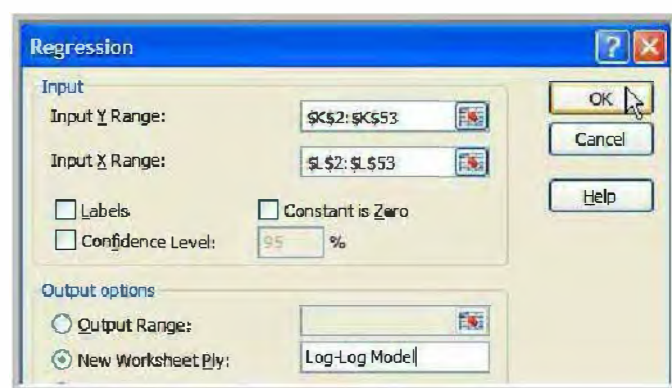 Regression
Input
Input Y Range: $K$2:$K$53
OK
Cancel
Input X Range: $L$2:$L$53
Help
Labels Constant is Zero
Confidence Level: 95 %
Output options
Output Range:
New Worksheet Ply: Log-Log Model